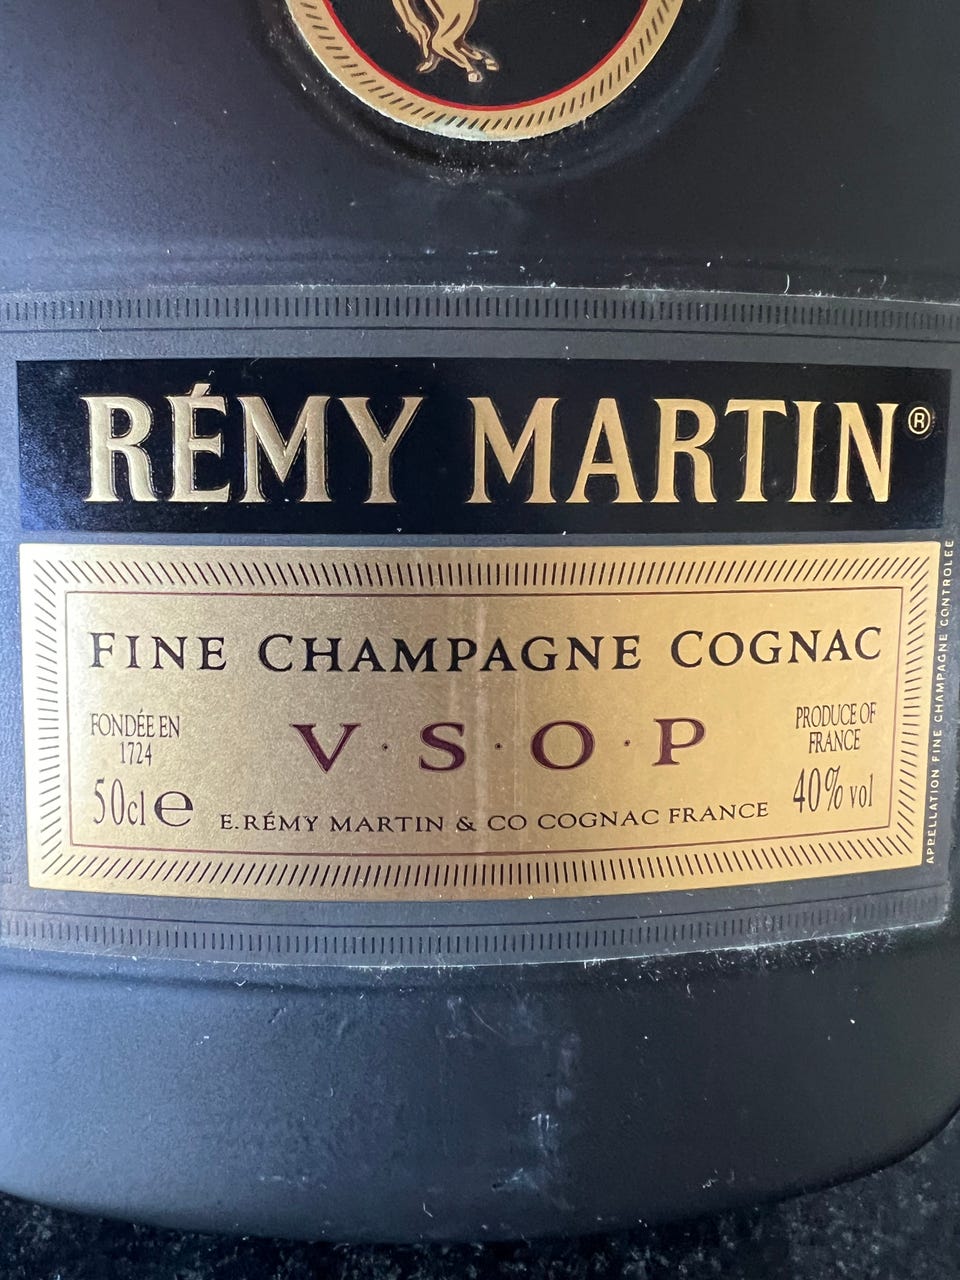 RÉMY MARTIN®
FINE CHAMPAGNE COGNAC
V·S·O·P
FONDÉE EN
1724
50cl e
E.RÉMY MARTIN & CO COGNAC FRANCE
PRODUCE OF
FRANCE
40% vol
APPELLATION FINE CHAMPAGNE CONTROLEE